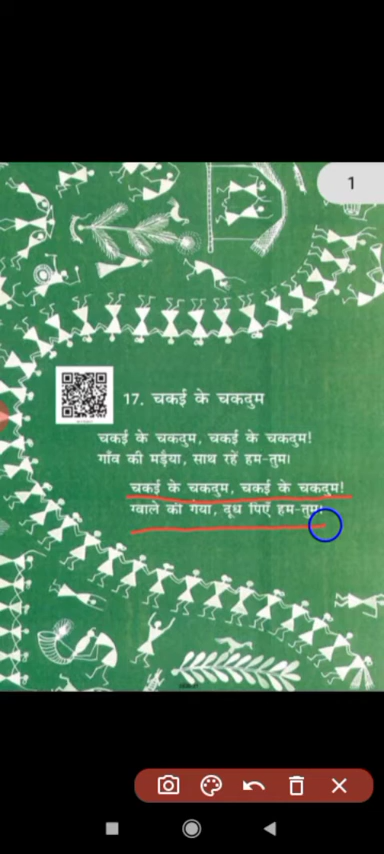 1
17. चकई के चकदुम
चकई के चकदुम, चकई के चकदुम!
गाँव की मड़ैया, साथ रहें हम-तुम।
चकई के चकदुम, चकई के चकदुम!
ग्वाले की गैया, दूध पिएँ हम-तुम।